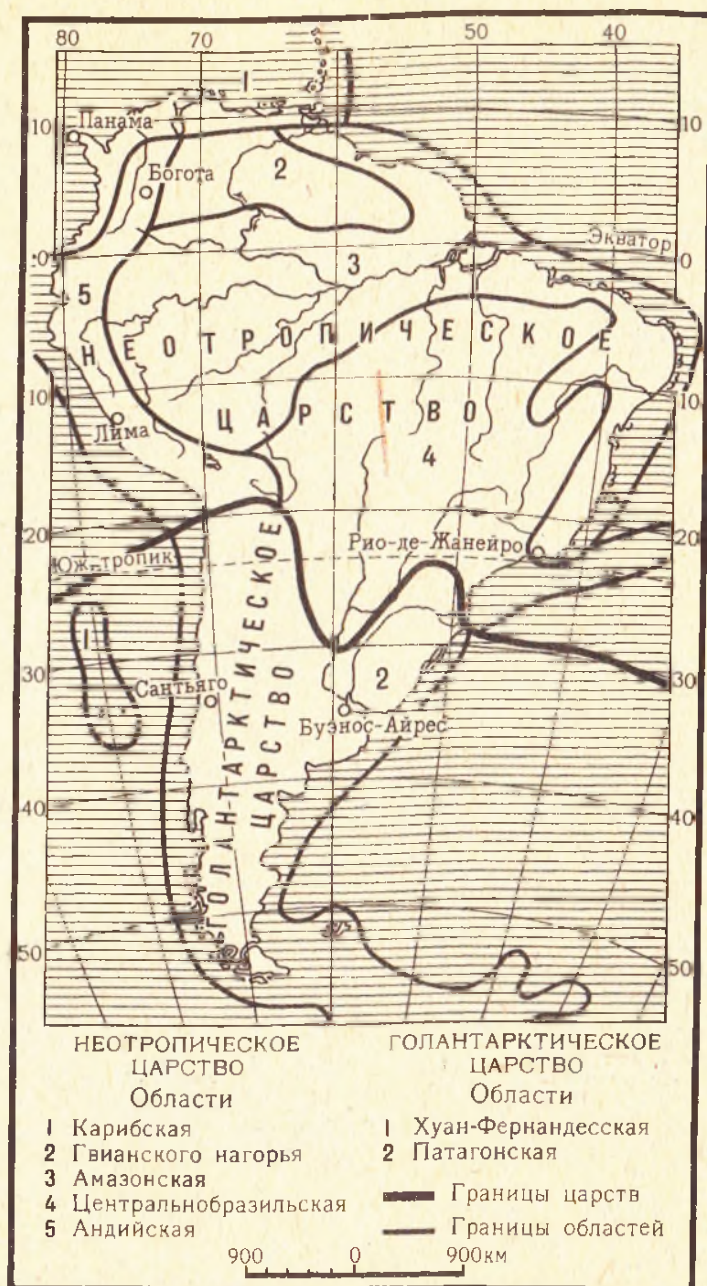 80 70 50 40
1
10 Панама 10
2
Богота
Экватор
0 3 0
5
НЕОТРОПИЧЕСКОЕ
10 ЦАРСТВО 10
Лима
4
20 Рио-де-Жанейро 20
Юж. тропик
ГОЛАНТАРКТИЧЕСКОЕ
ЦАРСТВО
1
30 2 30
Сантьяго
Буэнос-Айрес
40 40
50 50
НЕОТРОПИЧЕСКОЕ
ЦАРСТВО
Области
1 Карибская
2 Гвианского нагорья
3 Амазонская
4 Центральнобразильская
5 Андийская
ГОЛАНТАРКТИЧЕСКОЕ
ЦАРСТВО
Области
1 Хуан-Фернандесская
2 Патагонская
Границы царств
Границы областей
900 0 900км